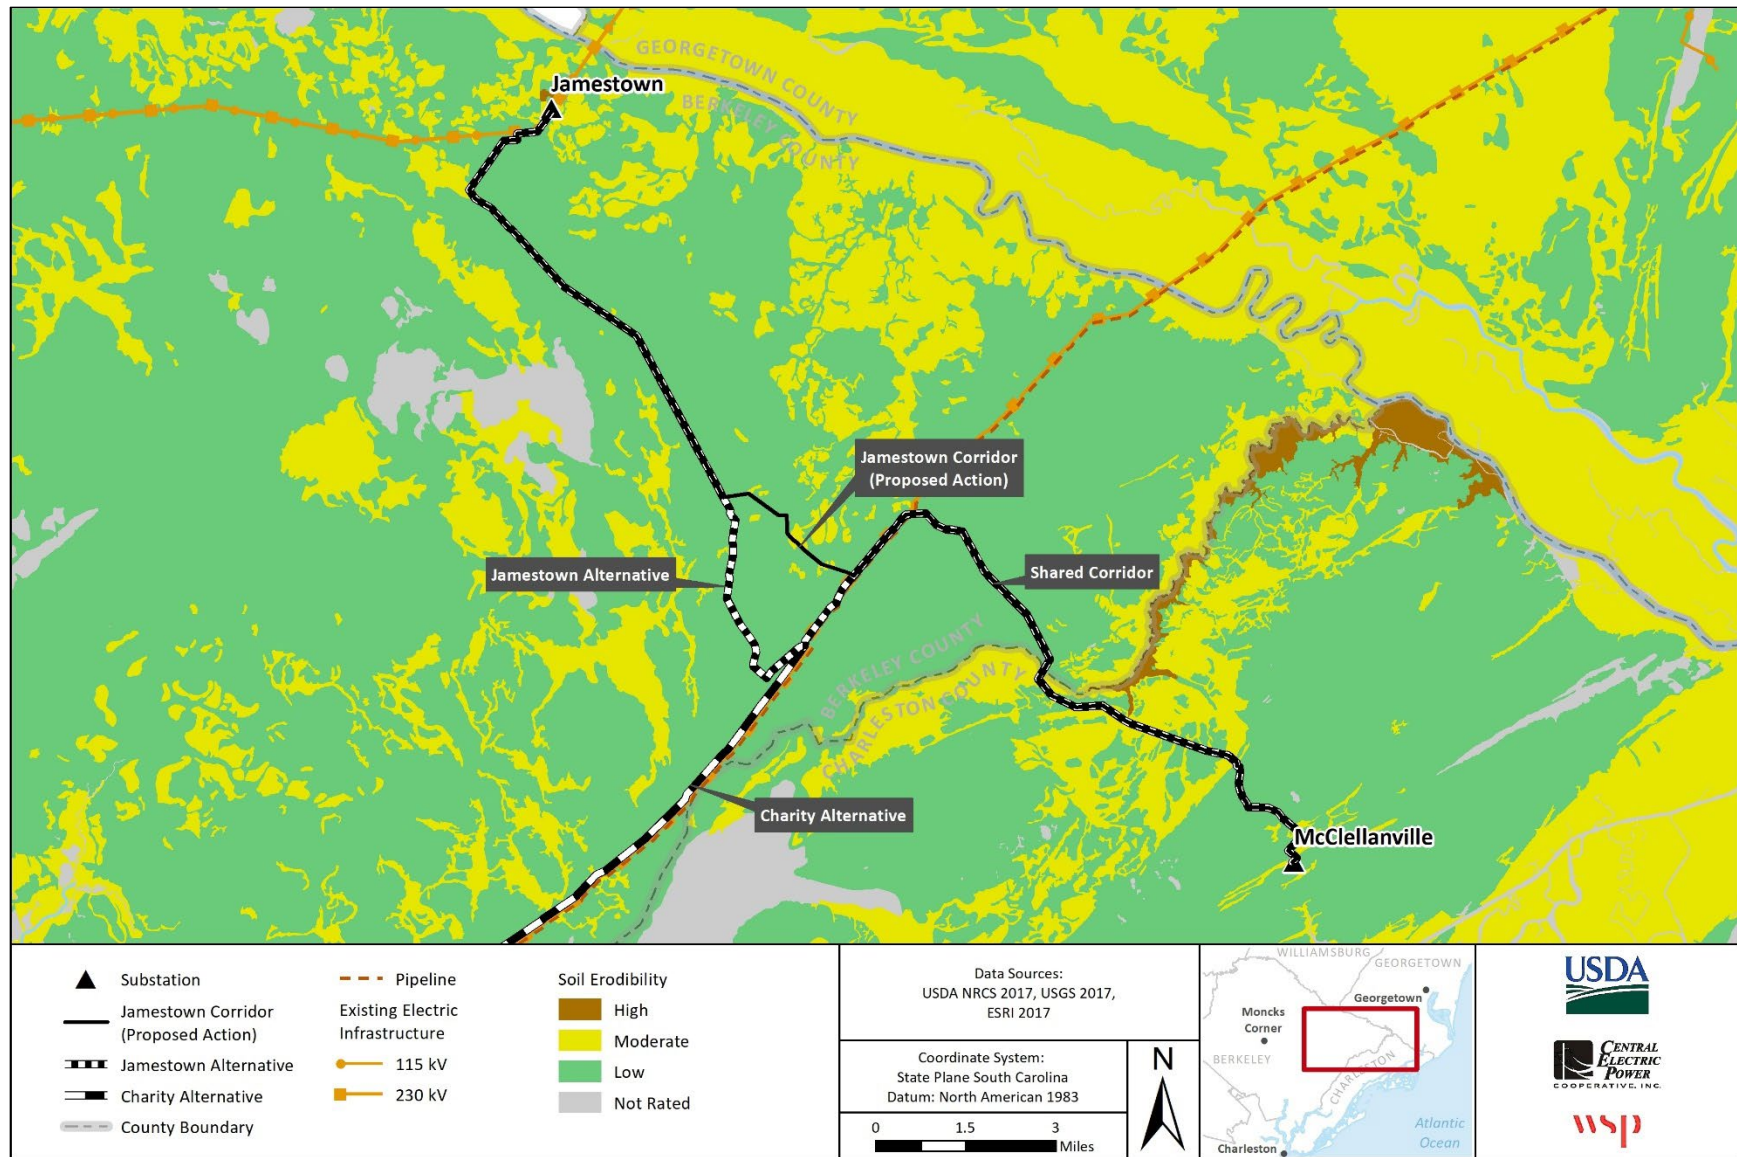 GEORGETOWN COUNTY
BERKELEY COUNTY
Jamestown
Jamestown Corridor
(Proposed Action)
Jamestown Alternative
Shared Corridor
BERKELEY COUNTY
CHARLESTON COUNTY
Charity Alternative
McClellanville
Substation
Jamestown Corridor
(Proposed Action)
Jamestown Alternative
Charity Alternative
County Boundary
Pipeline
Existing Electric
Infrastructure
115 kV
230 kV
Soil Erodibility
High
Moderate
Low
Not Rated
Data Sources:
USDA NRCS 2017, USGS 2017,
ESRI 2017
Coordinate System:
State Plane South Carolina
Datum: North American 1983
0 1.5 3
Miles
N
WILLIAMSBURG
GEORGETOWN
Georgetown
Moncks
Corner
BERKELEY
CHARLESTON
Atlantic
Ocean
Charleston
USDA
CENTRAL
ELECTRIC
POWER
COOPERATIVE, INC.
wsp